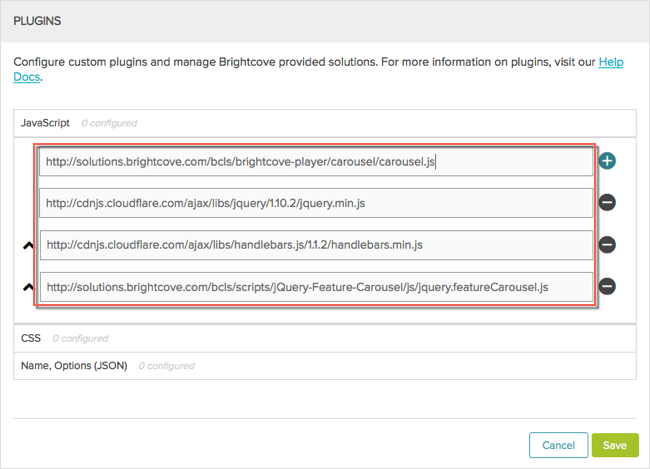 PLUGINS
Configure custom plugins and manage Brightcove provided solutions. For more information on plugins, visit our Help
Docs.
JavaScript 0 configured
http://solutions.brightcove.com/bcls/brightcove-player/carousel/carousel.js
http://cdnjs.cloudflare.com/ajax/libs/jquery/1.10.2/jquery.min.js
http://cdnjs.cloudflare.com/ajax/libs/handlebars.js/1.1.2/handlebars.min.js
http://solutions.brightcove.com/bcls/scripts/jQuery-Feature-Carousel/js/jquery.featureCarousel.js
CSS 0 configured
Name, Options (JSON) 0 configured
Cancel Save